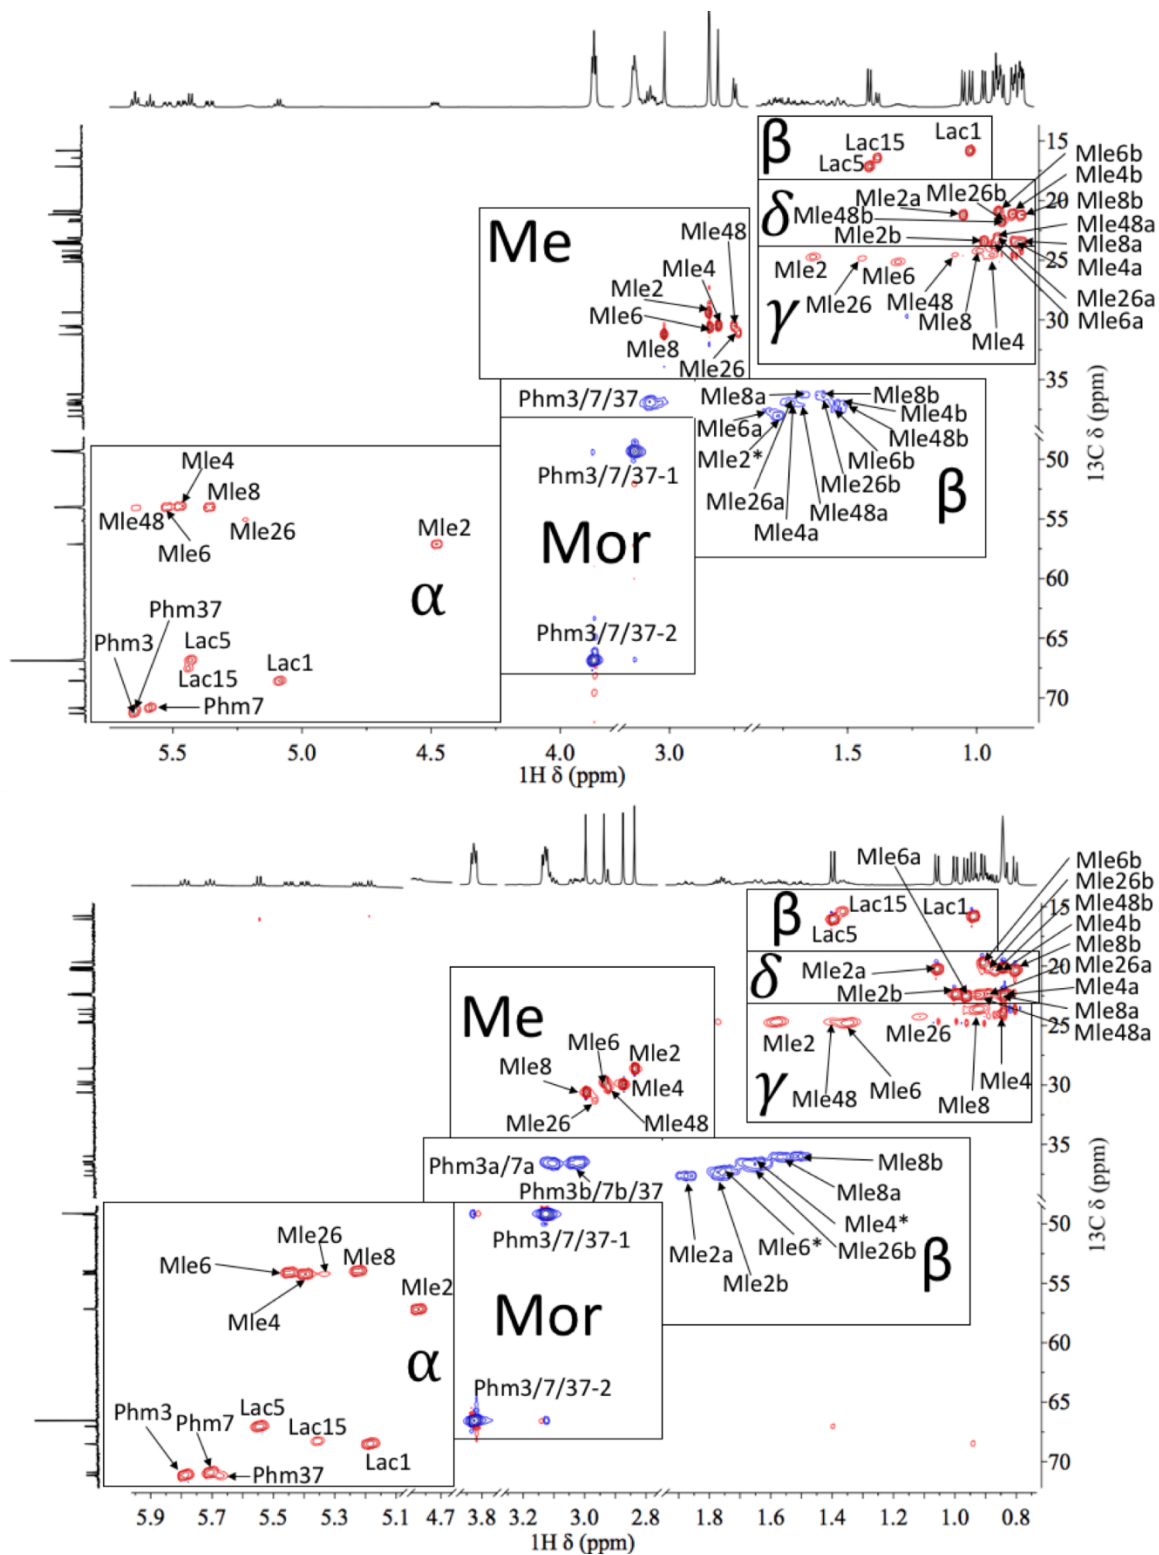 β
Lac15
Lac1
Lac5
Mle6b
Mle4b
Mle8b
Mle48a
Mle8a
Mle4a
Mle26a
Mle6a
δ
Mle2a
Mle26b
Mle48b
Mle2b
Mle2
Mle6
Mle26
Mle48
Mle8
Mle4
γ
Me
Mle48
Mle4
Mle2
Mle6
Mle8
Mle26
Phm3/7/37
Mle8a
Mle8b
Mle4b
Mle6a
Mle48b
Mle2*
Mle6b
Mle26a
Mle26b
Mle48a
Mle4a
β
Phm3/7/37-1
Mor
Phm3/7/37-2
Mle4
Mle8
Mle48
Mle26
Mle6
Mle2
α
Phm37
Phm3
Lac5
Lac15
Lac1
Phm7
15
20
25
30
35
50
55
60
65
70
13C δ (ppm)
5.5 5.0 4.5 4.0 3.0 1.5 1.0
1H δ (ppm)
Mle6a
Mle6b
Mle26b
Mle48b
Mle4b
Mle8b
Mle26a
Mle4a
Mle8a
Mle48a
β
Lac15
Lac1
Lac5
δ
Mle2a
Mle2b
Mle2
Mle26
γ
Mle48
Mle6
Mle8
Mle4
Me
Mle6
Mle2
Mle8
Mle4
Mle26
Mle48
Phm3a/7a
Phm3b/7b/37
Mle8b
Mle8a
Mle4*
Mle6*
Mle26b
Mle2a
Mle2b
β
Phm3/7/37-1
Mor
Phm3/7/37-2
Mle26
Mle6
Mle8
Mle4
Mle2
α
Lac5
Phm3
Phm7
Lac15
Lac1
Phm37
15
20
25
30
35
50
55
60
65
70
13C δ (ppm)
5.9 5.7 5.5 5.3 5.1 4.7 3.8 3.2 3.0 2.8 1.8 1.6 1.4 1.2 1.0 0.8
1H δ (ppm)